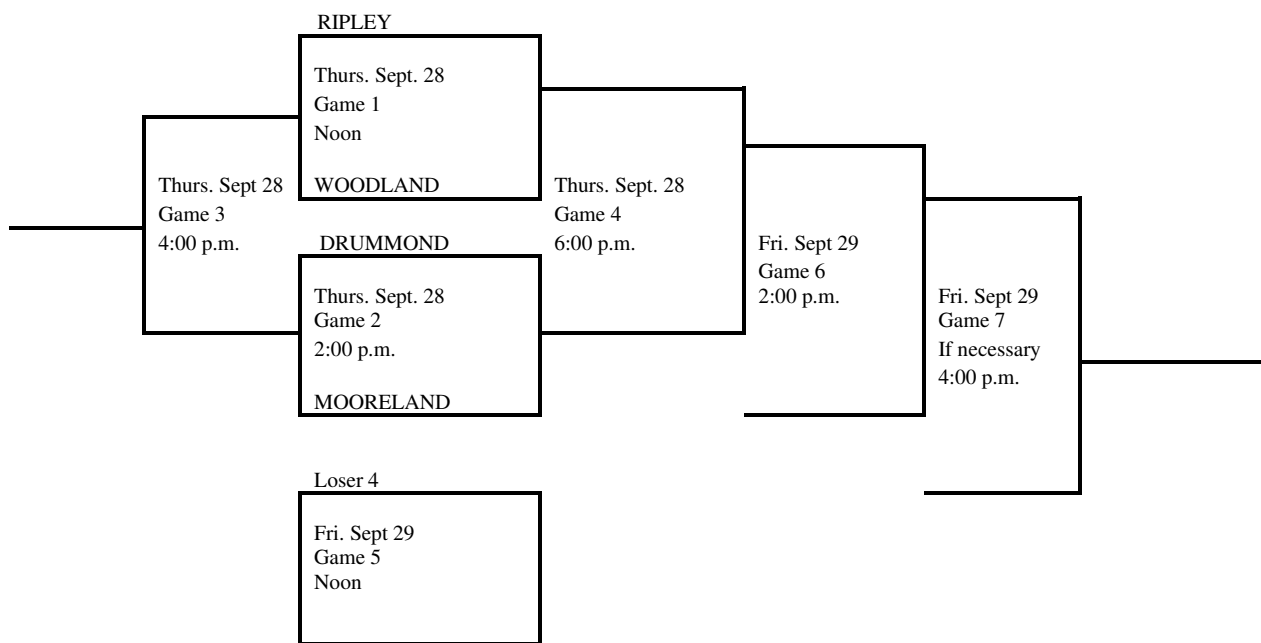 RIPLEY
Thurs. Sept. 28
Game 1
Noon
WOODLAND
Thurs. Sept 28
Game 3
4:00 p.m.
DRUMMOND
Thurs. Sept. 28
Game 2
2:00 p.m.
MOORELAND
Thurs. Sept. 28
Game 4
6:00 p.m.
Fri. Sept 29
Game 6
2:00 p.m.
Fri. Sept 29
Game 7
If necessary
4:00 p.m.
Loser 4
Fri. Sept 29
Game 5
Noon